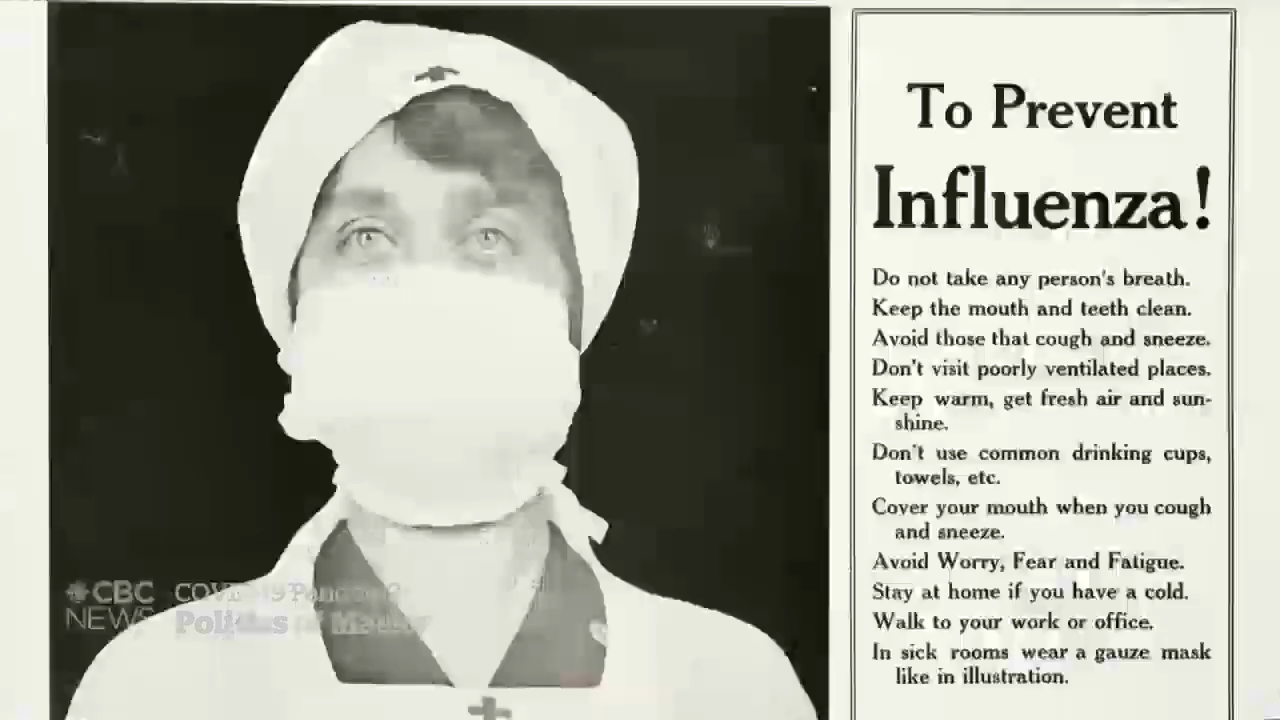 To Prevent
Influenza!
Do not take any person's breath.
Keep the mouth and teeth clean.
Avoid those that cough and sneeze.
Don't visit poorly ventilated places.
Keep warm, get fresh air and sun-
shine.
Don't use common drinking cups,
towels, etc.
Cover your mouth when you cough
and sneeze.
Avoid Worry, Fear and Fatigue.
Stay at home if you have a cold.
Walk to your work or office.
In sick rooms wear a gauze mask
like in illustration.
CBC
NEWS
Politics